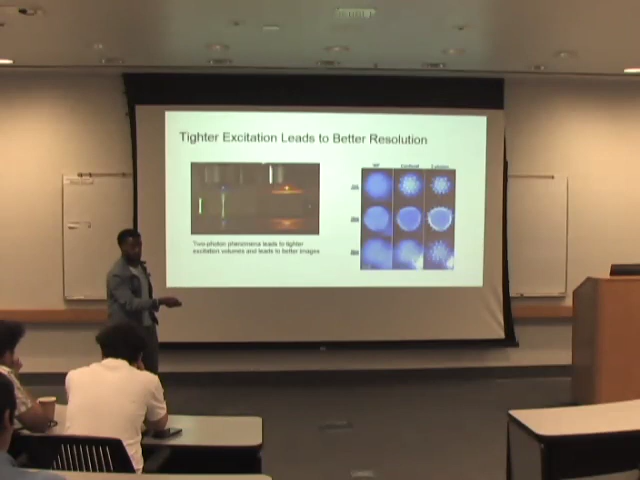 Tighter Excitation Leads to Better Resolution
Two-photon phenomena leads to tighter
excitation volumes and leads to better images